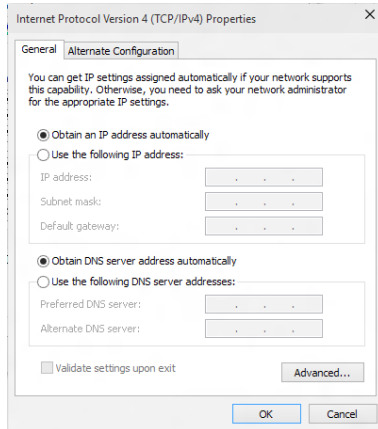 Internet Protocol Version 4 (TCP/IPv4) Properties
General
Alternate Configuration
You can get IP settings assigned automatically if your network supports
this capability. Otherwise, you need to ask your network administrator
for the appropriate IP settings.
Obtain an IP address automatically
Use the following IP address:
IP address:
Subnet mask:
Default gateway:
Obtain DNS server address automatically
Use the following DNS server addresses:
Preferred DNS server:
Alternate DNS server:
Validate settings upon exit
Advanced...
OK
Cancel